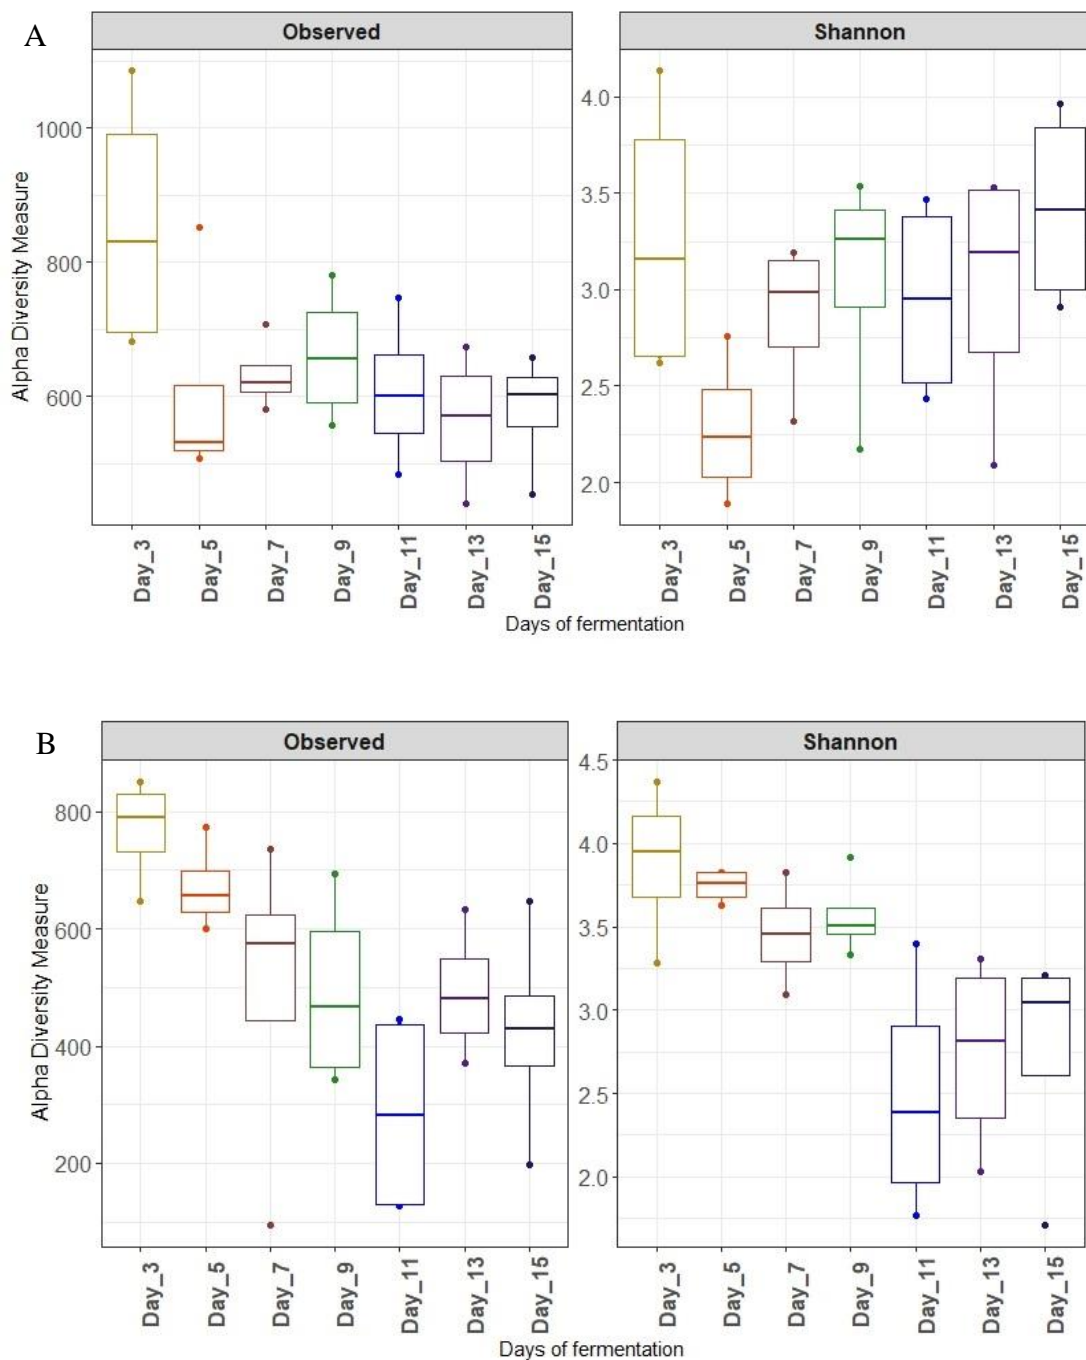 A
Observed
Shannon
Alpha Diversity Measure
1000
800
600
4.0
3.5
3.0
2.5
2.0
Day_3
Day_5
Day_7
Day_9
Day_11
Day_13
Day_15
Day_3
Day_5
Day_7
Day_9
Day_11
Day_13
Day_15
Days of fermentation
B
Observed
Shannon
Alpha Diversity Measure
800
600
400
200
4.5
4.0
3.5
3.0
2.5
2.0
Day_3
Day_5
Day_7
Day_9
Day_11
Day_13
Day_15
Day_3
Day_5
Day_7
Day_9
Day_11
Day_13
Day_15
Days of fermentation